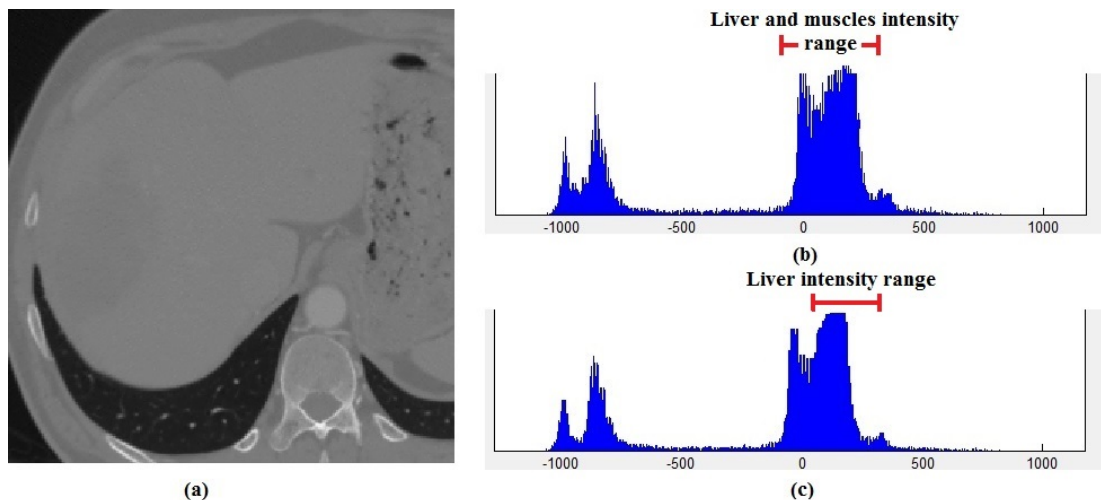 Liver and muscles intensity
range
-1000 -500 0 500 1000
(b)
Liver intensity range
-1000 -500 0 500 1000
(a) (c)